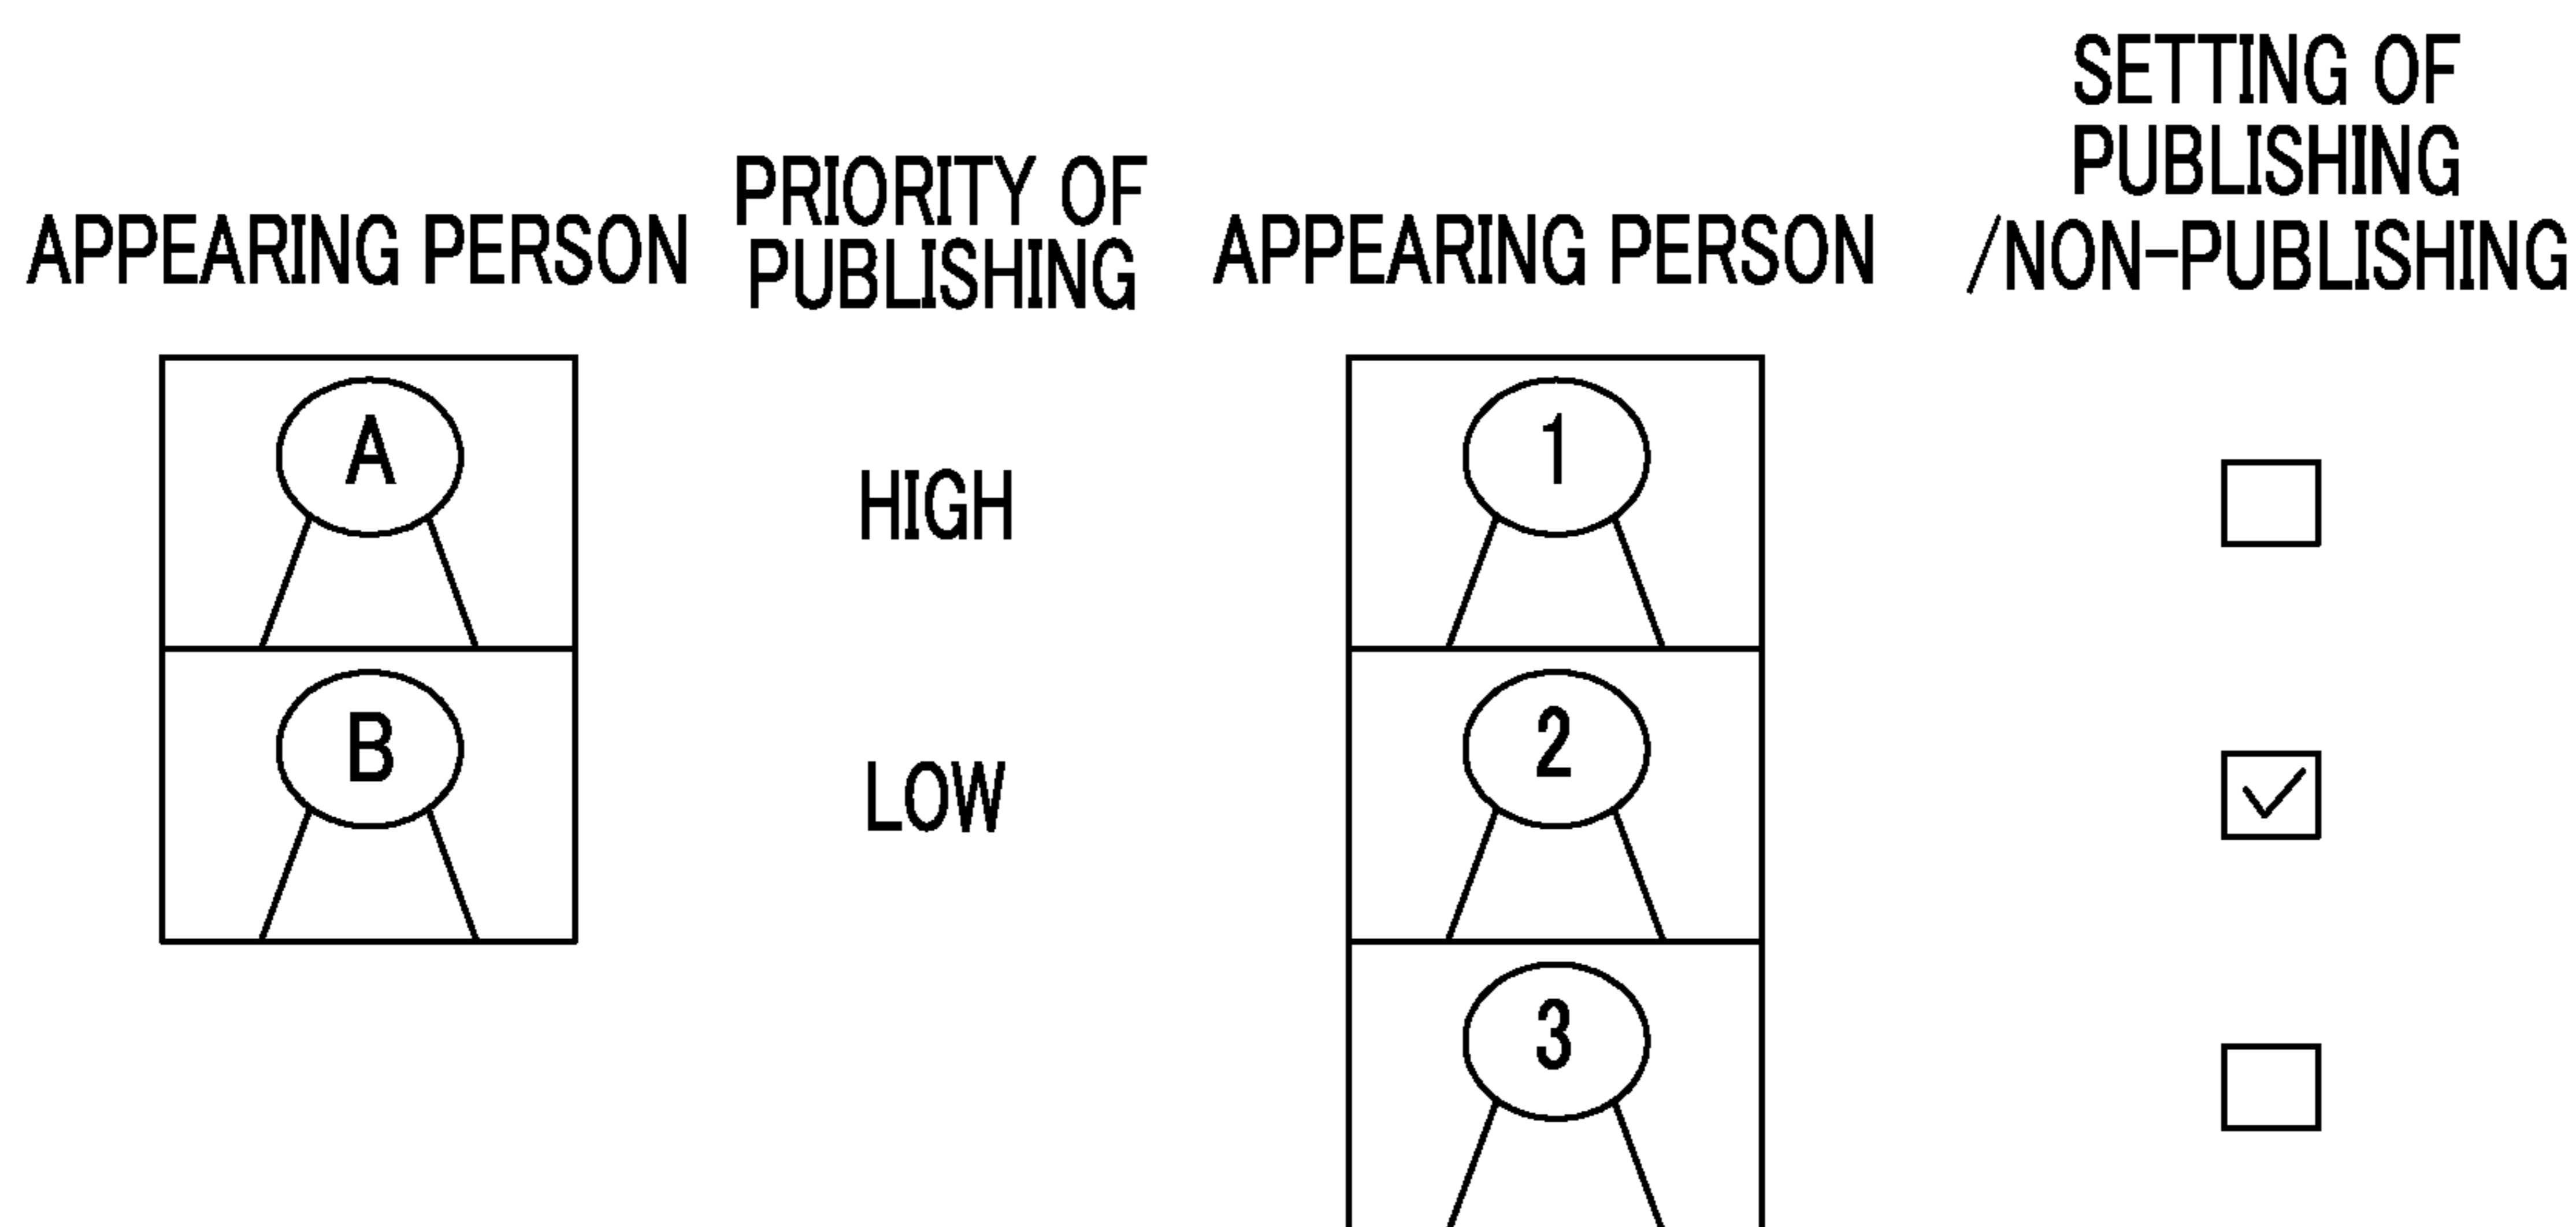 APPEARING PERSON
PRIORITY OF
PUBLISHING
A
HIGH
B
LOW
APPEARING PERSON
SETTING OF
PUBLISHING
/NON-PUBLISHING
1
2
3